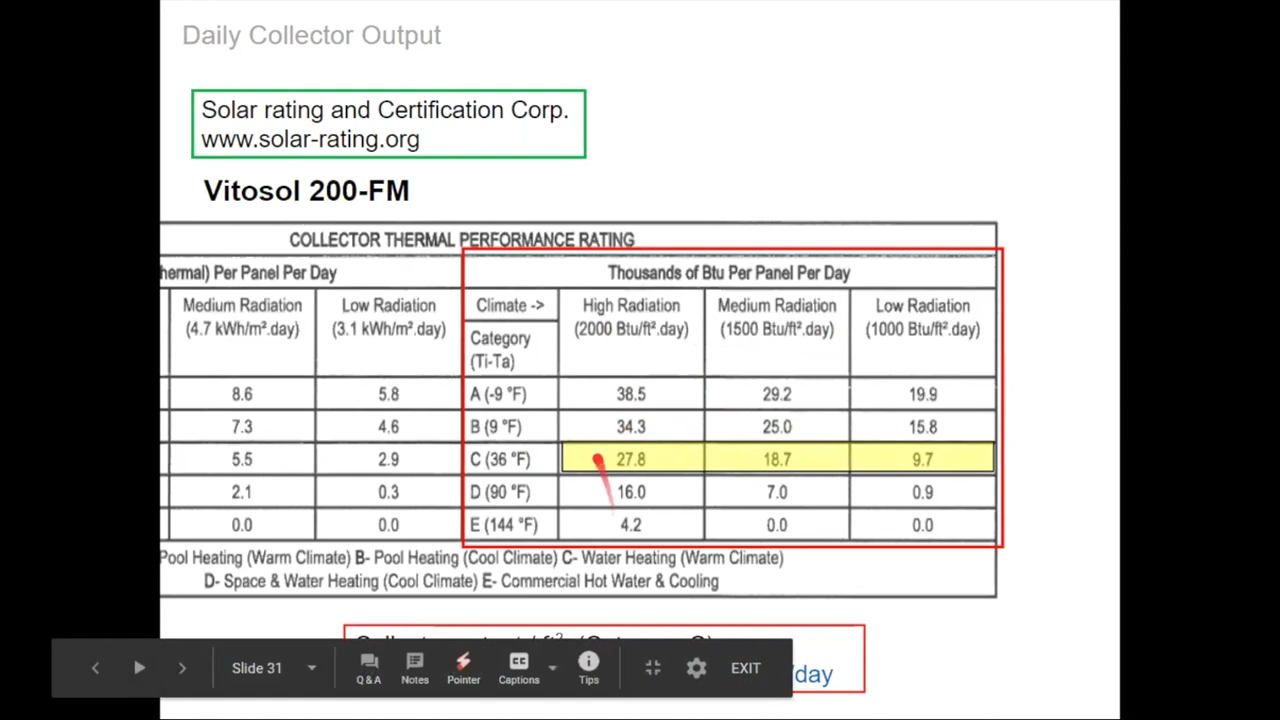 Daily Collector Output
Solar rating and Certification Corp.
www.solar-rating.org
Vitosol 200-FM
COLLECTOR THERMAL PERFORMANCE RATING
hermal) Per Panel Per Day Thousands of Btu Per Panel Per Day
Medium Radiation Low Radiation Climate -> High Radiation Medium Radiation Low Radiation
(4.7 kWh/m².day) (3.1 kWh/m².day) (2000 Btu/ft².day) (1500 Btu/ft².day) (1000 Btu/ft².day)
Category
(Ti-Ta)
8.6 5.8 A (-9 °F) 38.5 29.2 19.9
7.3 4.6 B (9 °F) 34.3 25.0 15.8
5.5 2.9 C (36 °F) 27.8 18.7 9.7
2.1 0.3 D (90 °F) 16.0 7.0 0.9
0.0 0.0 E (144 °F) 4.2 0.0 0.0
Pool Heating (Warm Climate) B- Pool Heating (Cool Climate) C- Water Heating (Warm Climate)
D- Space & Water Heating (Cool Climate) E- Commercial Hot Water & Cooling
/day
Slide 31 Q&A Notes Pointer CC Captions Tips EXIT